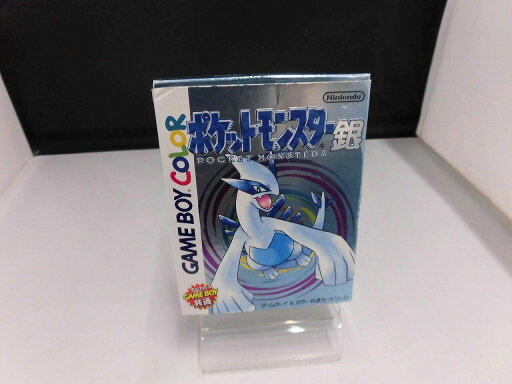 Nintendo
ポケットモンスター銀
POCKET MONSTERS
GAME BOY COLOR
GAME BOY
共通
ゲームボーイ&カラー共通カートリッジ